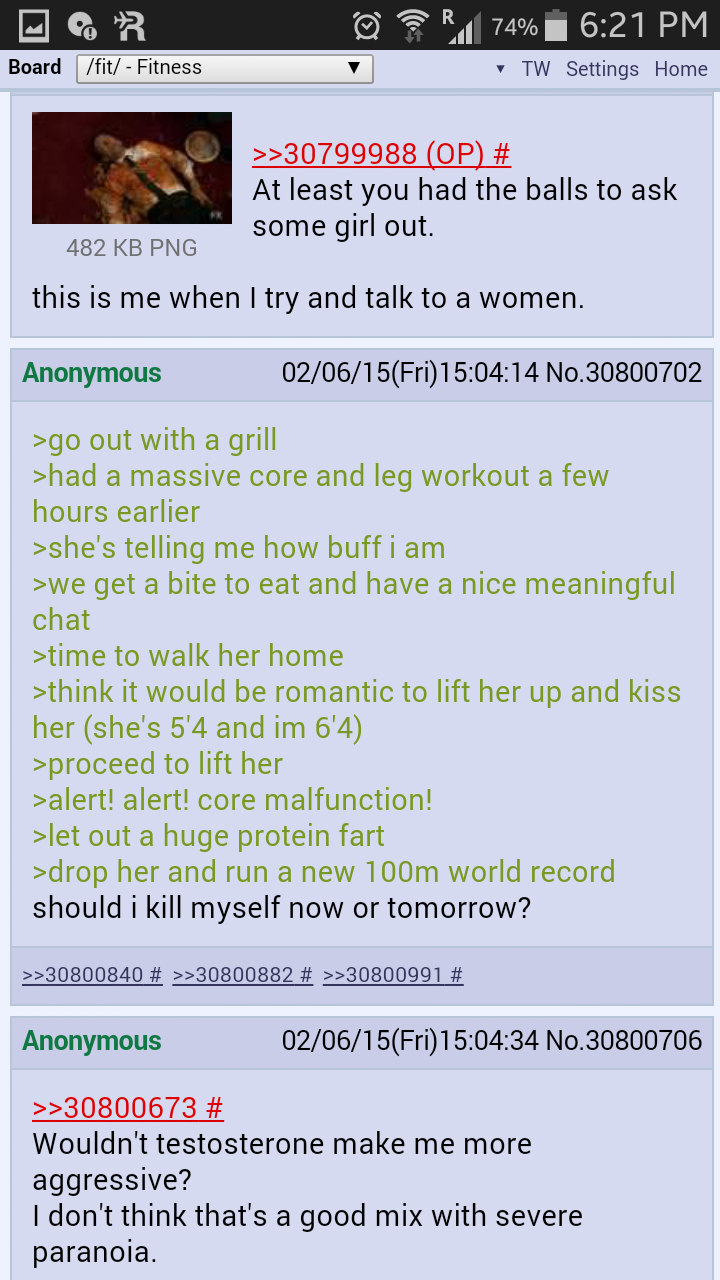 R 74% 6:21 PM
Board /fit/ - Fitness ▼ ▾ TW Settings Home
>>30799988 (OP) #
At least you had the balls to ask
some girl out.
482 KB PNG
this is me when I try and talk to a women.
Anonymous 02/06/15(Fri)15:04:14 No.30800702
>go out with a grill
>had a massive core and leg workout a few
hours earlier
>she's telling me how buff i am
>we get a bite to eat and have a nice meaningful
chat
>time to walk her home
>think it would be romantic to lift her up and kiss
her (she's 5'4 and im 6'4)
>proceed to lift her
>alert! alert! core malfunction!
>let out a huge protein fart
>drop her and run a new 100m world record
should i kill myself now or tomorrow?
>>30800840 # >>30800882 # >>30800991 #
Anonymous 02/06/15(Fri)15:04:34 No.30800706
>>30800673 #
Wouldn't testosterone make me more
aggressive?
I don't think that's a good mix with severe
paranoia.